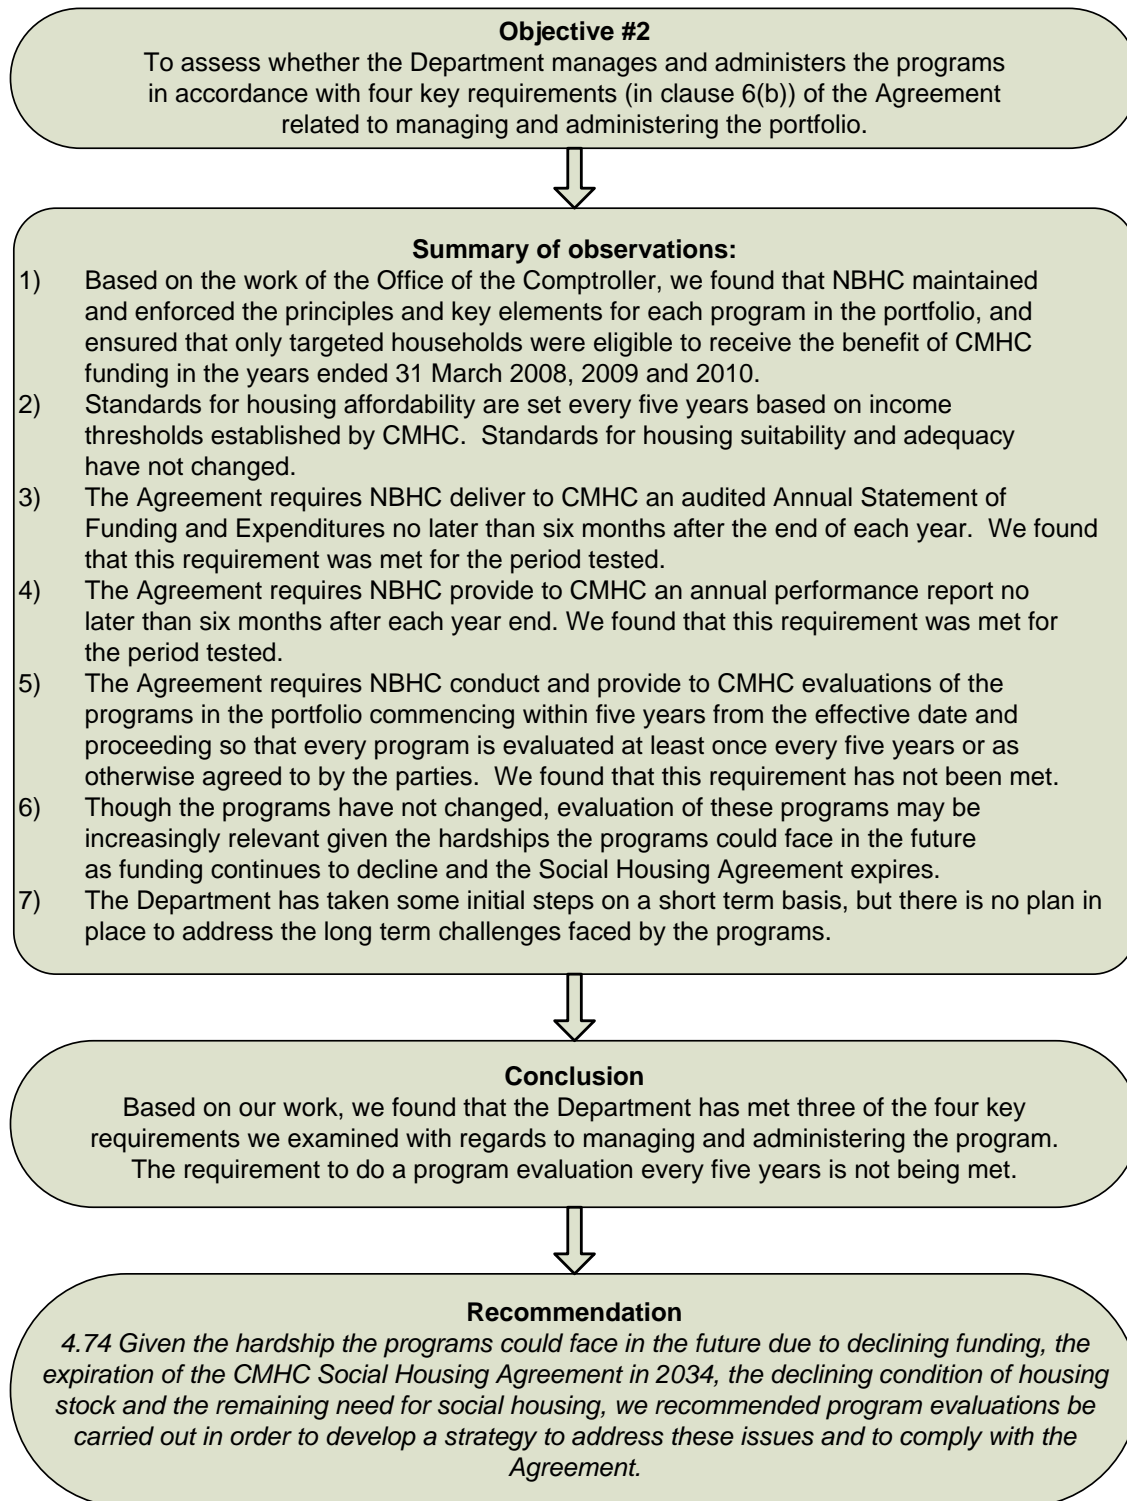 Objective #2
To assess whether the Department manages and administers the programs
in accordance with four key requirements (in clause 6(b)) of the Agreement
related to managing and administering the portfolio.
Summary of observations:
1) Based on the work of the Office of the Comptroller, we found that NBHC maintained
and enforced the principles and key elements for each program in the portfolio, and
ensured that only targeted households were eligible to receive the benefit of CMHC
funding in the years ended 31 March 2008, 2009 and 2010.
2) Standards for housing affordability are set every five years based on income
thresholds established by CMHC. Standards for housing suitability and adequacy
have not changed.
3) The Agreement requires NBHC deliver to CMHC an audited Annual Statement of
Funding and Expenditures no later than six months after the end of each year. We found
that this requirement was met for the period tested.
4) The Agreement requires NBHC provide to CMHC an annual performance report no
later than six months after each year end. We found that this requirement was met for
the period tested.
5) The Agreement requires NBHC conduct and provide to CMHC evaluations of the
programs in the portfolio commencing within five years from the effective date and
proceeding so that every program is evaluated at least once every five years or as
otherwise agreed to by the parties. We found that this requirement has not been met.
6) Though the programs have not changed, evaluation of these programs may be
increasingly relevant given the hardships the programs could face in the future
as funding continues to decline and the Social Housing Agreement expires.
7) The Department has taken some initial steps on a short term basis, but there is no plan in
place to address the long term challenges faced by the programs.
Conclusion
Based on our work, we found that the Department has met three of the four key
requirements we examined with regards to managing and administering the program.
The requirement to do a program evaluation every five years is not being met.
Recommendation
4.74 Given the hardship the programs could face in the future due to declining funding, the
expiration of the CMHC Social Housing Agreement in 2034, the declining condition of housing
stock and the remaining need for social housing, we recommended program evaluations be
carried out in order to develop a strategy to address these issues and to comply with the
Agreement.